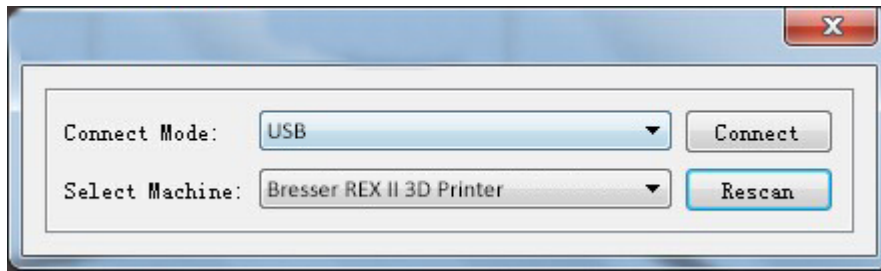 Connect Mode: USB Connect
Select Machine: Bresser REX II 3D Printer Rescan